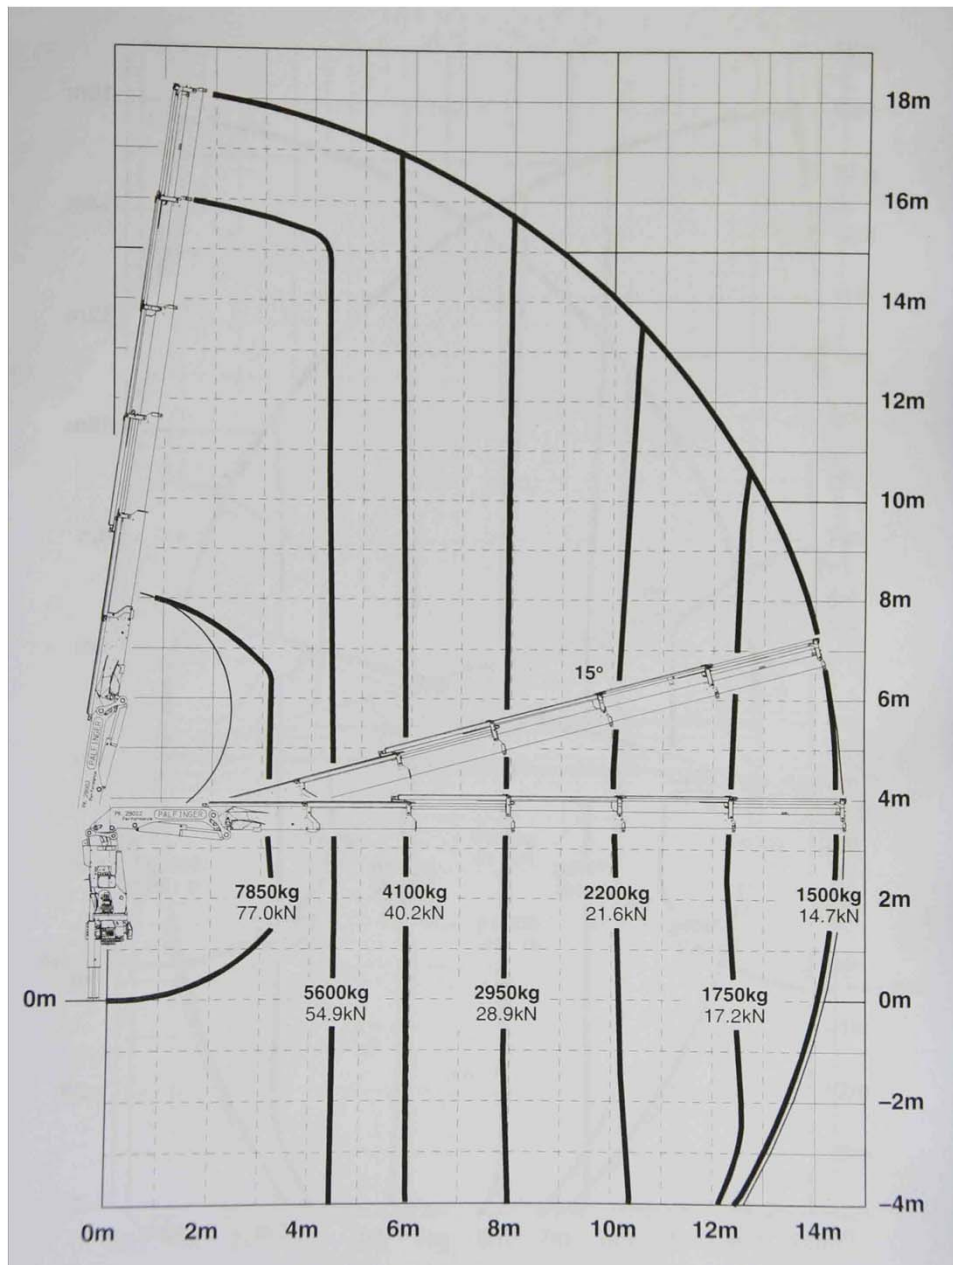 18m
16m
14m
12m
10m
8m
15°
6m
PALFINGER
4m
PALFINGER
7850kg
77.0kN
4100kg
40.2kN
2200kg
21.6kN
1500kg
14.7kN
2m
0m
5600kg
54.9kN
2950kg
28.9kN
1750kg
17.2kN
0m
–2m
–4m
0m
2m
4m
6m
8m
10m
12m
14m